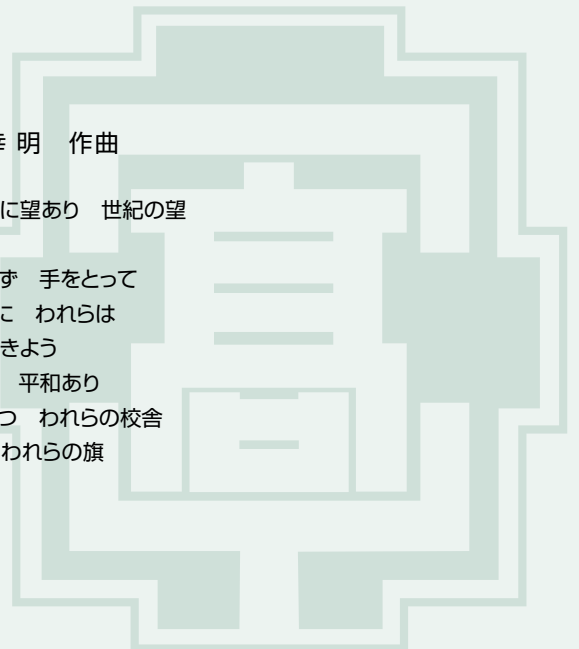 明 作曲
に望あり 世紀の望
ず 手をとって
に われらは
きよう
平和あり
つ われらの校舎
われらの旗